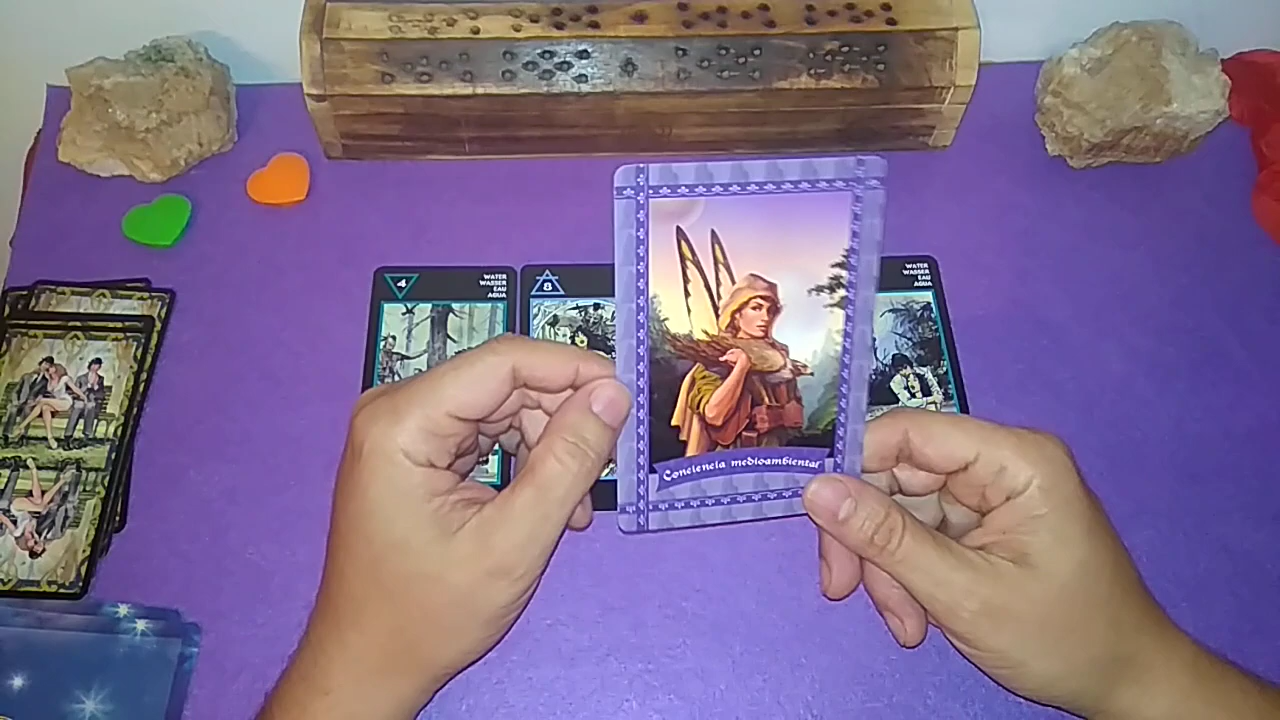 4
WATER
WASSER
EAU
AGUA
8
WATER
WASSER
EAU
AGUA
Conciencia medioambiental